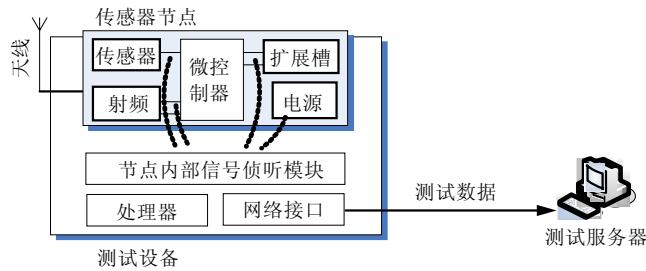 传感器节点
天线
传感器
微控
制器
扩展槽
射频
电源
节点内部信号侦听模块
处理器
网络接口
测试数据
测试服务器
测试设备